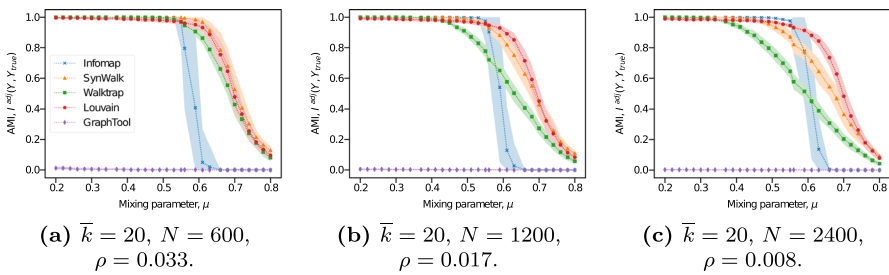 1.0
0.8
0.6
0.4
0.2
0.0
AMI, I ᵃᵈʲ(Y, Y_true)
Infomap
SynWalk
Walktrap
Louvain
GraphTool
0.2 0.3 0.4 0.5 0.6 0.7 0.8
Mixing parameter, μ
(a) k̅ = 20, N = 600,
ρ = 0.033.
1.0
0.8
0.6
0.4
0.2
0.0
AMI, I ᵃᵈʲ(Y, Y_true)
0.2 0.3 0.4 0.5 0.6 0.7 0.8
Mixing parameter, μ
(b) k̅ = 20, N = 1200,
ρ = 0.017.
1.0
0.8
0.6
0.4
0.2
0.0
AMI, I ᵃᵈʲ(Y, Y_true)
0.2 0.3 0.4 0.5 0.6 0.7 0.8
Mixing parameter, μ
(c) k̅ = 20, N = 2400,
ρ = 0.008.